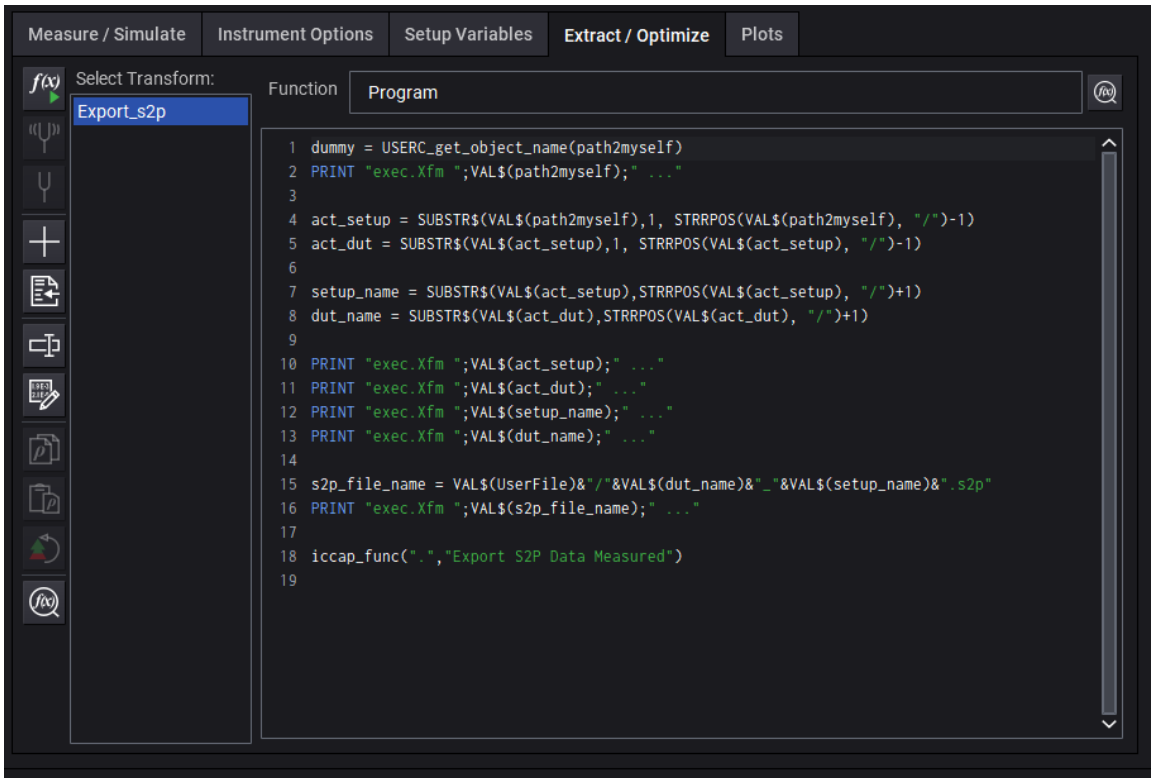 Measure / Simulate Instrument Options Setup Variables Extract / Optimize Plots
f(x) Select Transform: Function Program f(x)
Export_s2p
1 dummy = USERC_get_object_name(path2myself)
2 PRINT "exec.Xfm ";VAL$(path2myself);" ..."
3
4 act_setup = SUBSTR$(VAL$(path2myself),1, STRRPOS(VAL$(path2myself), "/")-1)
5 act_dut = SUBSTR$(VAL$(act_setup),1, STRRPOS(VAL$(act_setup), "/")-1)
6
7 setup_name = SUBSTR$(VAL$(act_setup),STRRPOS(VAL$(act_setup), "/")+1)
8 dut_name = SUBSTR$(VAL$(act_dut),STRRPOS(VAL$(act_dut), "/")+1)
9
10 PRINT "exec.Xfm ";VAL$(act_setup);" ..."
11 PRINT "exec.Xfm ";VAL$(act_dut);" ..."
12 PRINT "exec.Xfm ";VAL$(setup_name);" ..."
13 PRINT "exec.Xfm ";VAL$(dut_name);" ..."
14
15 s2p_file_name = VAL$(UserFile)&"/"&VAL$(dut_name)&"_"&VAL$(setup_name)&".s2p"
16 PRINT "exec.Xfm ";VAL$(s2p_file_name);" ..."
17
18 iccap_func(".","Export S2P Data Measured")
19
p
p
f(x)